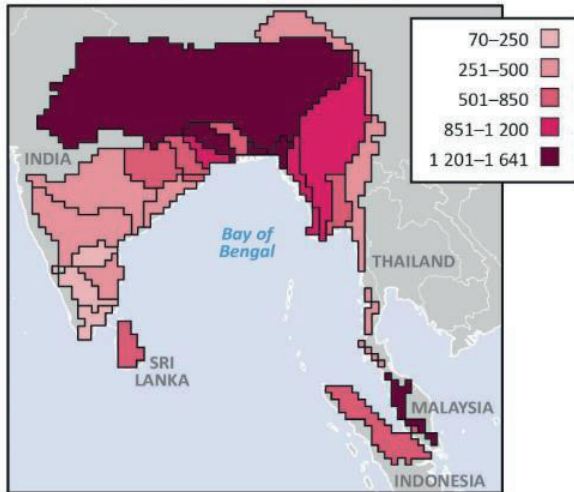 70–250
251–500
501–850
851–1 200
1 201–1 641
INDIA
Bay of
Bengal
THAILAND
SRI
LANKA
MALAYSIA
INDONESIA